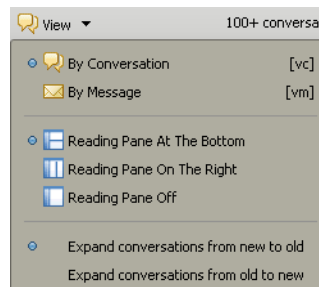 View 100+ conversa
By Conversation [vc]
By Message [vm]
Reading Pane At The Bottom
Reading Pane On The Right
Reading Pane Off
Expand conversations from new to old
Expand conversations from old to new